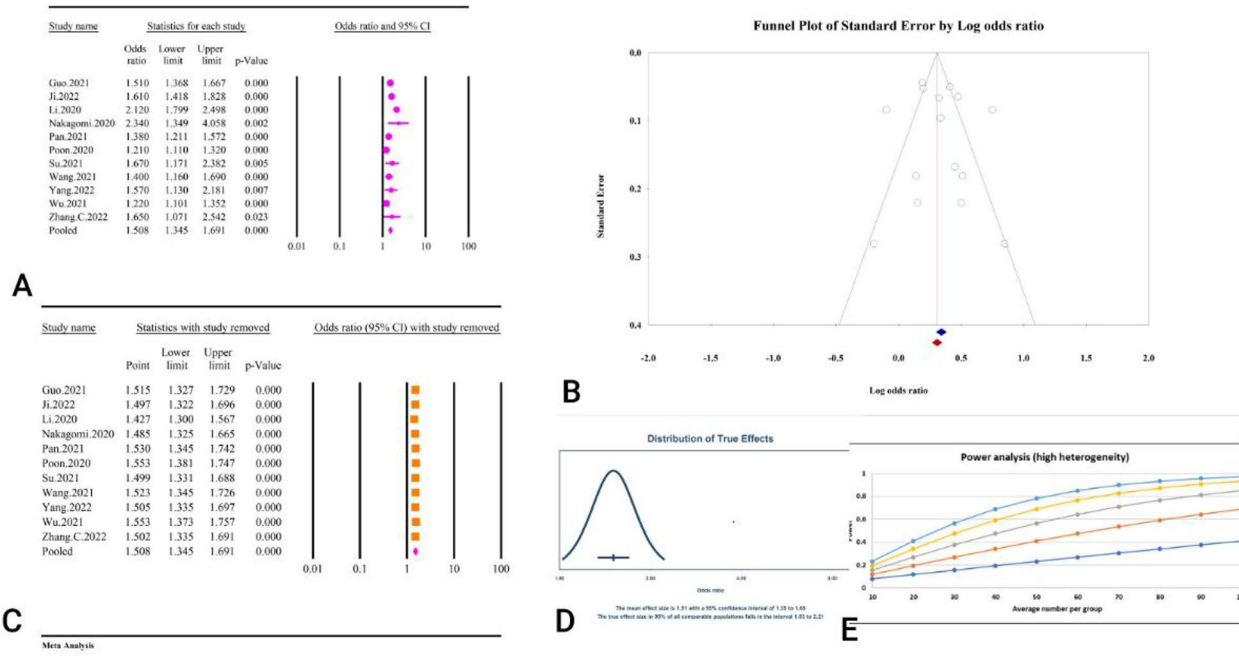 Study name Statistics for each study Odds ratio and 95% CI
Odds Lower Upper
ratio limit limit p-Value
Guo.2021 1.510 1.368 1.667 0.000
Ji.2022 1.610 1.418 1.828 0.000
Li.2020 2.120 1.799 2.498 0.000
Nakagomi.2020 2.340 1.349 4.058 0.002
Pan.2021 1.380 1.211 1.572 0.000
Poon.2020 1.210 1.110 1.320 0.000
Su.2021 1.670 1.171 2.382 0.005
Wang.2021 1.400 1.160 1.690 0.000
Yang.2022 1.570 1.130 2.181 0.007
Wu.2021 1.220 1.101 1.352 0.000
Zhang.C.2022 1.650 1.071 2.542 0.023
Pooled 1.508 1.345 1.691 0.000
0.01 0.1 1 10 100
A
Funnel Plot of Standard Error by Log odds ratio
0.0
0.1
0.2
0.3
0.4
Standard Error
-2.0 -1.5 -1.0 -0.5 0.0 0.5 1.0 1.5 2.0
Log odds ratio
B
Study name Statistics with study removed Odds ratio (95% CI) with study removed
Lower Upper
Point limit limit p-Value
Guo.2021 1.515 1.327 1.729 0.000
Ji.2022 1.497 1.322 1.696 0.000
Li.2020 1.427 1.300 1.567 0.000
Nakagomi.2020 1.485 1.325 1.665 0.000
Pan.2021 1.530 1.345 1.742 0.000
Poon.2020 1.553 1.381 1.747 0.000
Su.2021 1.499 1.331 1.688 0.000
Wang.2021 1.523 1.345 1.726 0.000
Yang.2022 1.505 1.335 1.697 0.000
Wu.2021 1.553 1.373 1.757 0.000
Zhang.C.2022 1.502 1.335 1.691 0.000
Pooled 1.508 1.345 1.691 0.000
0.01 0.1 1 10 100
C
Meta Analysis
Distribution of True Effects
Odds ratio
The mean effect size is 1.51 with a 95% confidence interval of
The true effect size in 95% of all comparable populations falls in the interval
D
Power analysis (high heterogeneity)
1
0.8
0.6
0.4
0.2
0
10 20 30 40 50 60 70 80 90
Average number per group
E